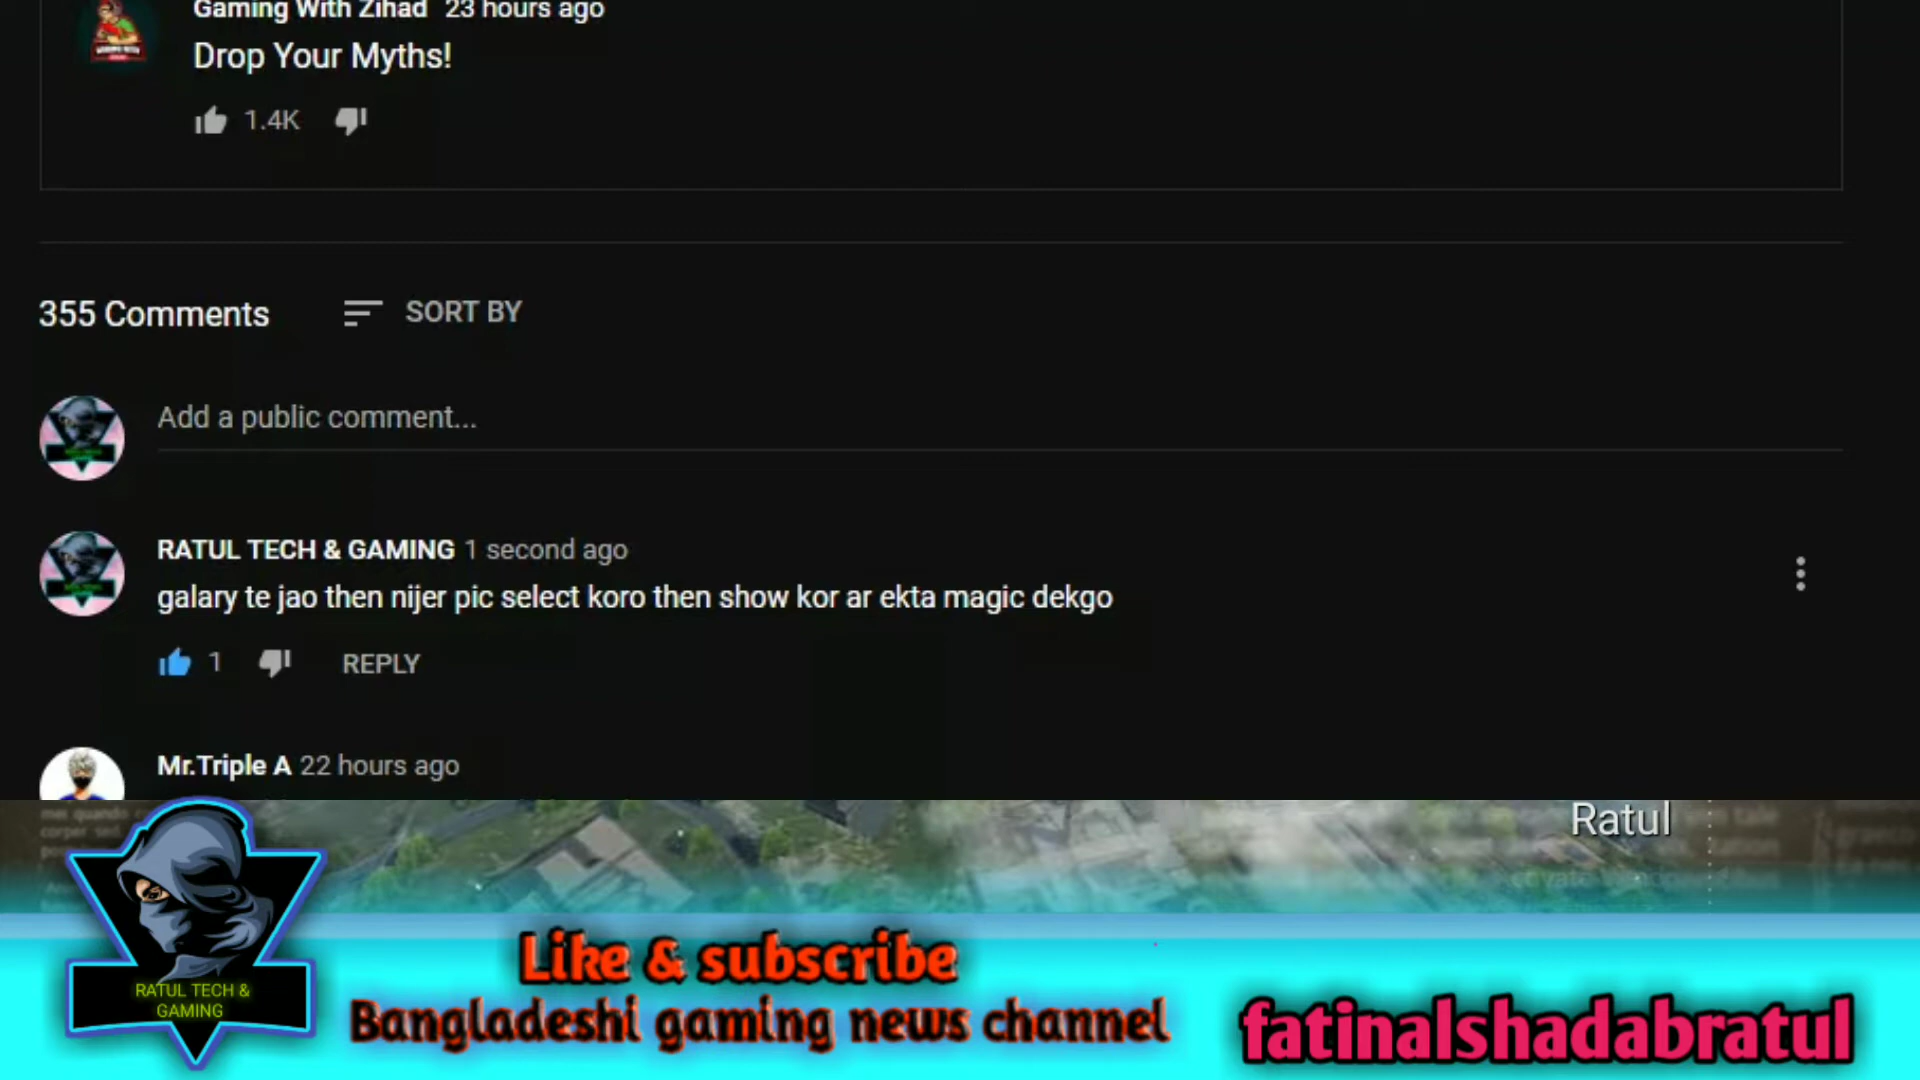 Gaming With Zihad 23 hours ago
Drop Your Myths!
1.4K
355 Comments SORT BY
Add a public comment...
RATUL TECH & GAMING 1 second ago
galary te jao then nijer pic select koro then show kor ar ekta magic dekgo
1 REPLY
Mr.Triple A 22 hours ago
Ratul
RATUL TECH &
GAMING
Like & subscribe
Bangladeshi gaming news channel
fatinalshadabratul